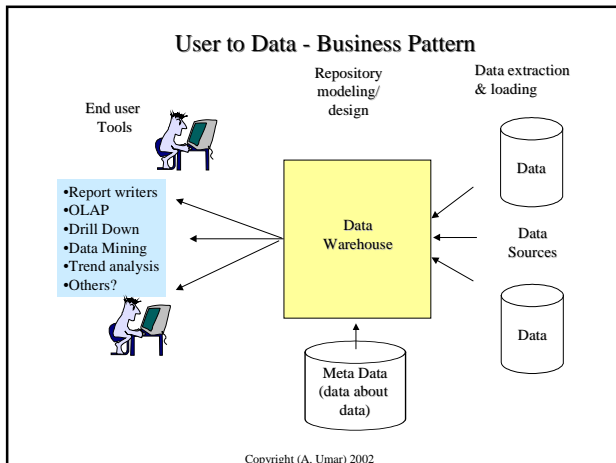 User to Data - Business Pattern
Repository
modeling/
design
Data extraction
& loading
End user
Tools
•Report writers
•OLAP
•Drill Down
•Data Mining
•Trend analysis
•Others?
Data
Warehouse
Data
Data
Sources
Data
Meta Data
(data about
data)
Copyright (A. Umar) 2002